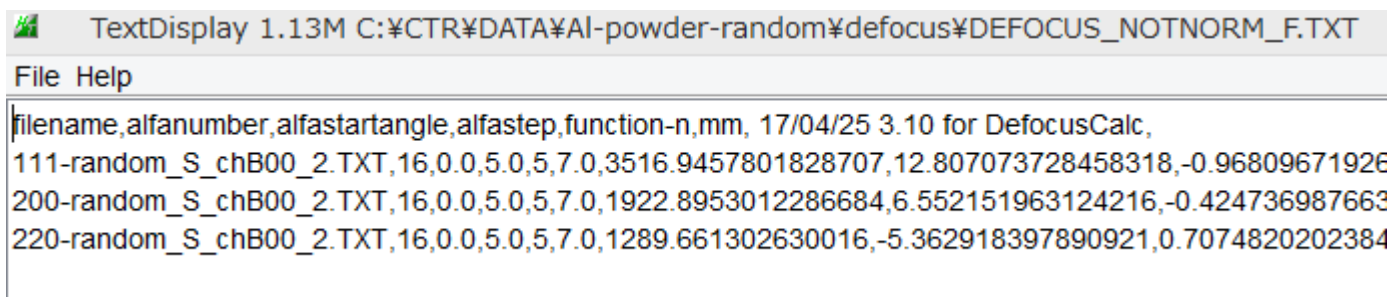 TextDisplay 1.13M C:¥CTR¥DATA¥Al-powder-random¥defocus¥DEFOCUS_NOTNORM_F.TXT
File Help
filename,alfanumber,alfastartangle,alfastep,function-n,mm, 17/04/25 3.10 for DefocusCalc,
111-random_S_chB00_2.TXT,16,0.0,5.0,5,7.0,3516.9457801828707,12.807073728458318,-0.96809671926
200-random_S_chB00_2.TXT,16,0.0,5.0,5,7.0,1922.8953012286684,6.552151963124216,-0.424736987663
220-random_S_chB00_2.TXT,16,0.0,5.0,5,7.0,1289.661302630016,-5.362918397890921,0.7074820202384